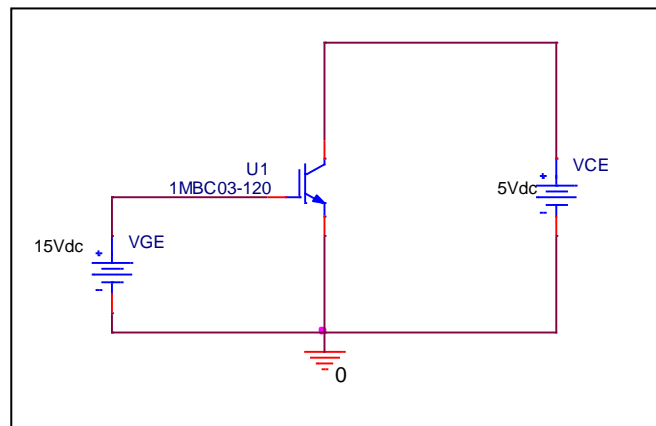 U1
1MBC03-120
VCE
5Vdc
+
-
15Vdc
VGE
+
-
0